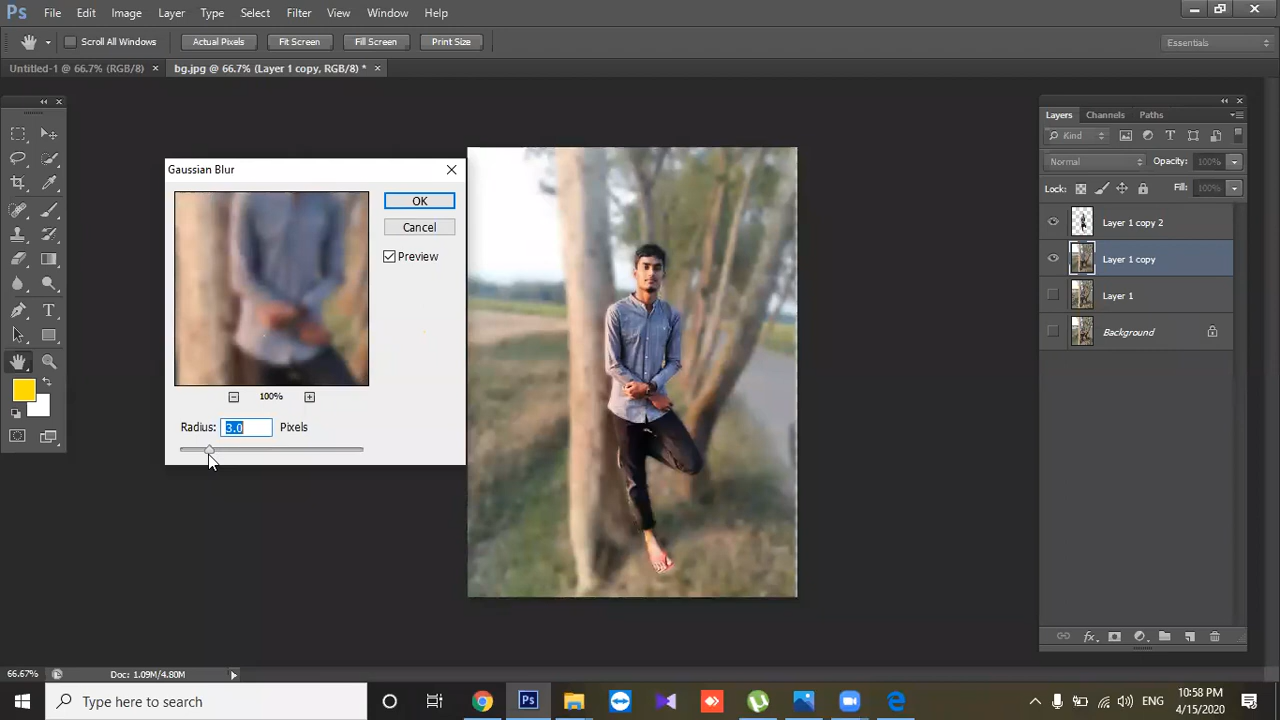 Ps File Edit Image Layer Type Select Filter View Window Help
Scroll All Windows Actual Pixels Fit Screen Fill Screen Print Size Essentials
Untitled-1 @ 66.7% (RGB/8) × bg.jpg @ 66.7% (Layer 1 copy, RGB/8) * ×
Gaussian Blur
OK
Cancel
Preview
100%
Radius: 3.0 Pixels
Layers Channels Paths
Kind
Normal Opacity: 100%
Lock: Fill: 100%
Layer 1 copy 2
Layer 1 copy
Layer 1
Background
66.67% Doc: 1.09M/4.80M
Type here to search
Ps
ENG
10:58 PM
4/15/2020